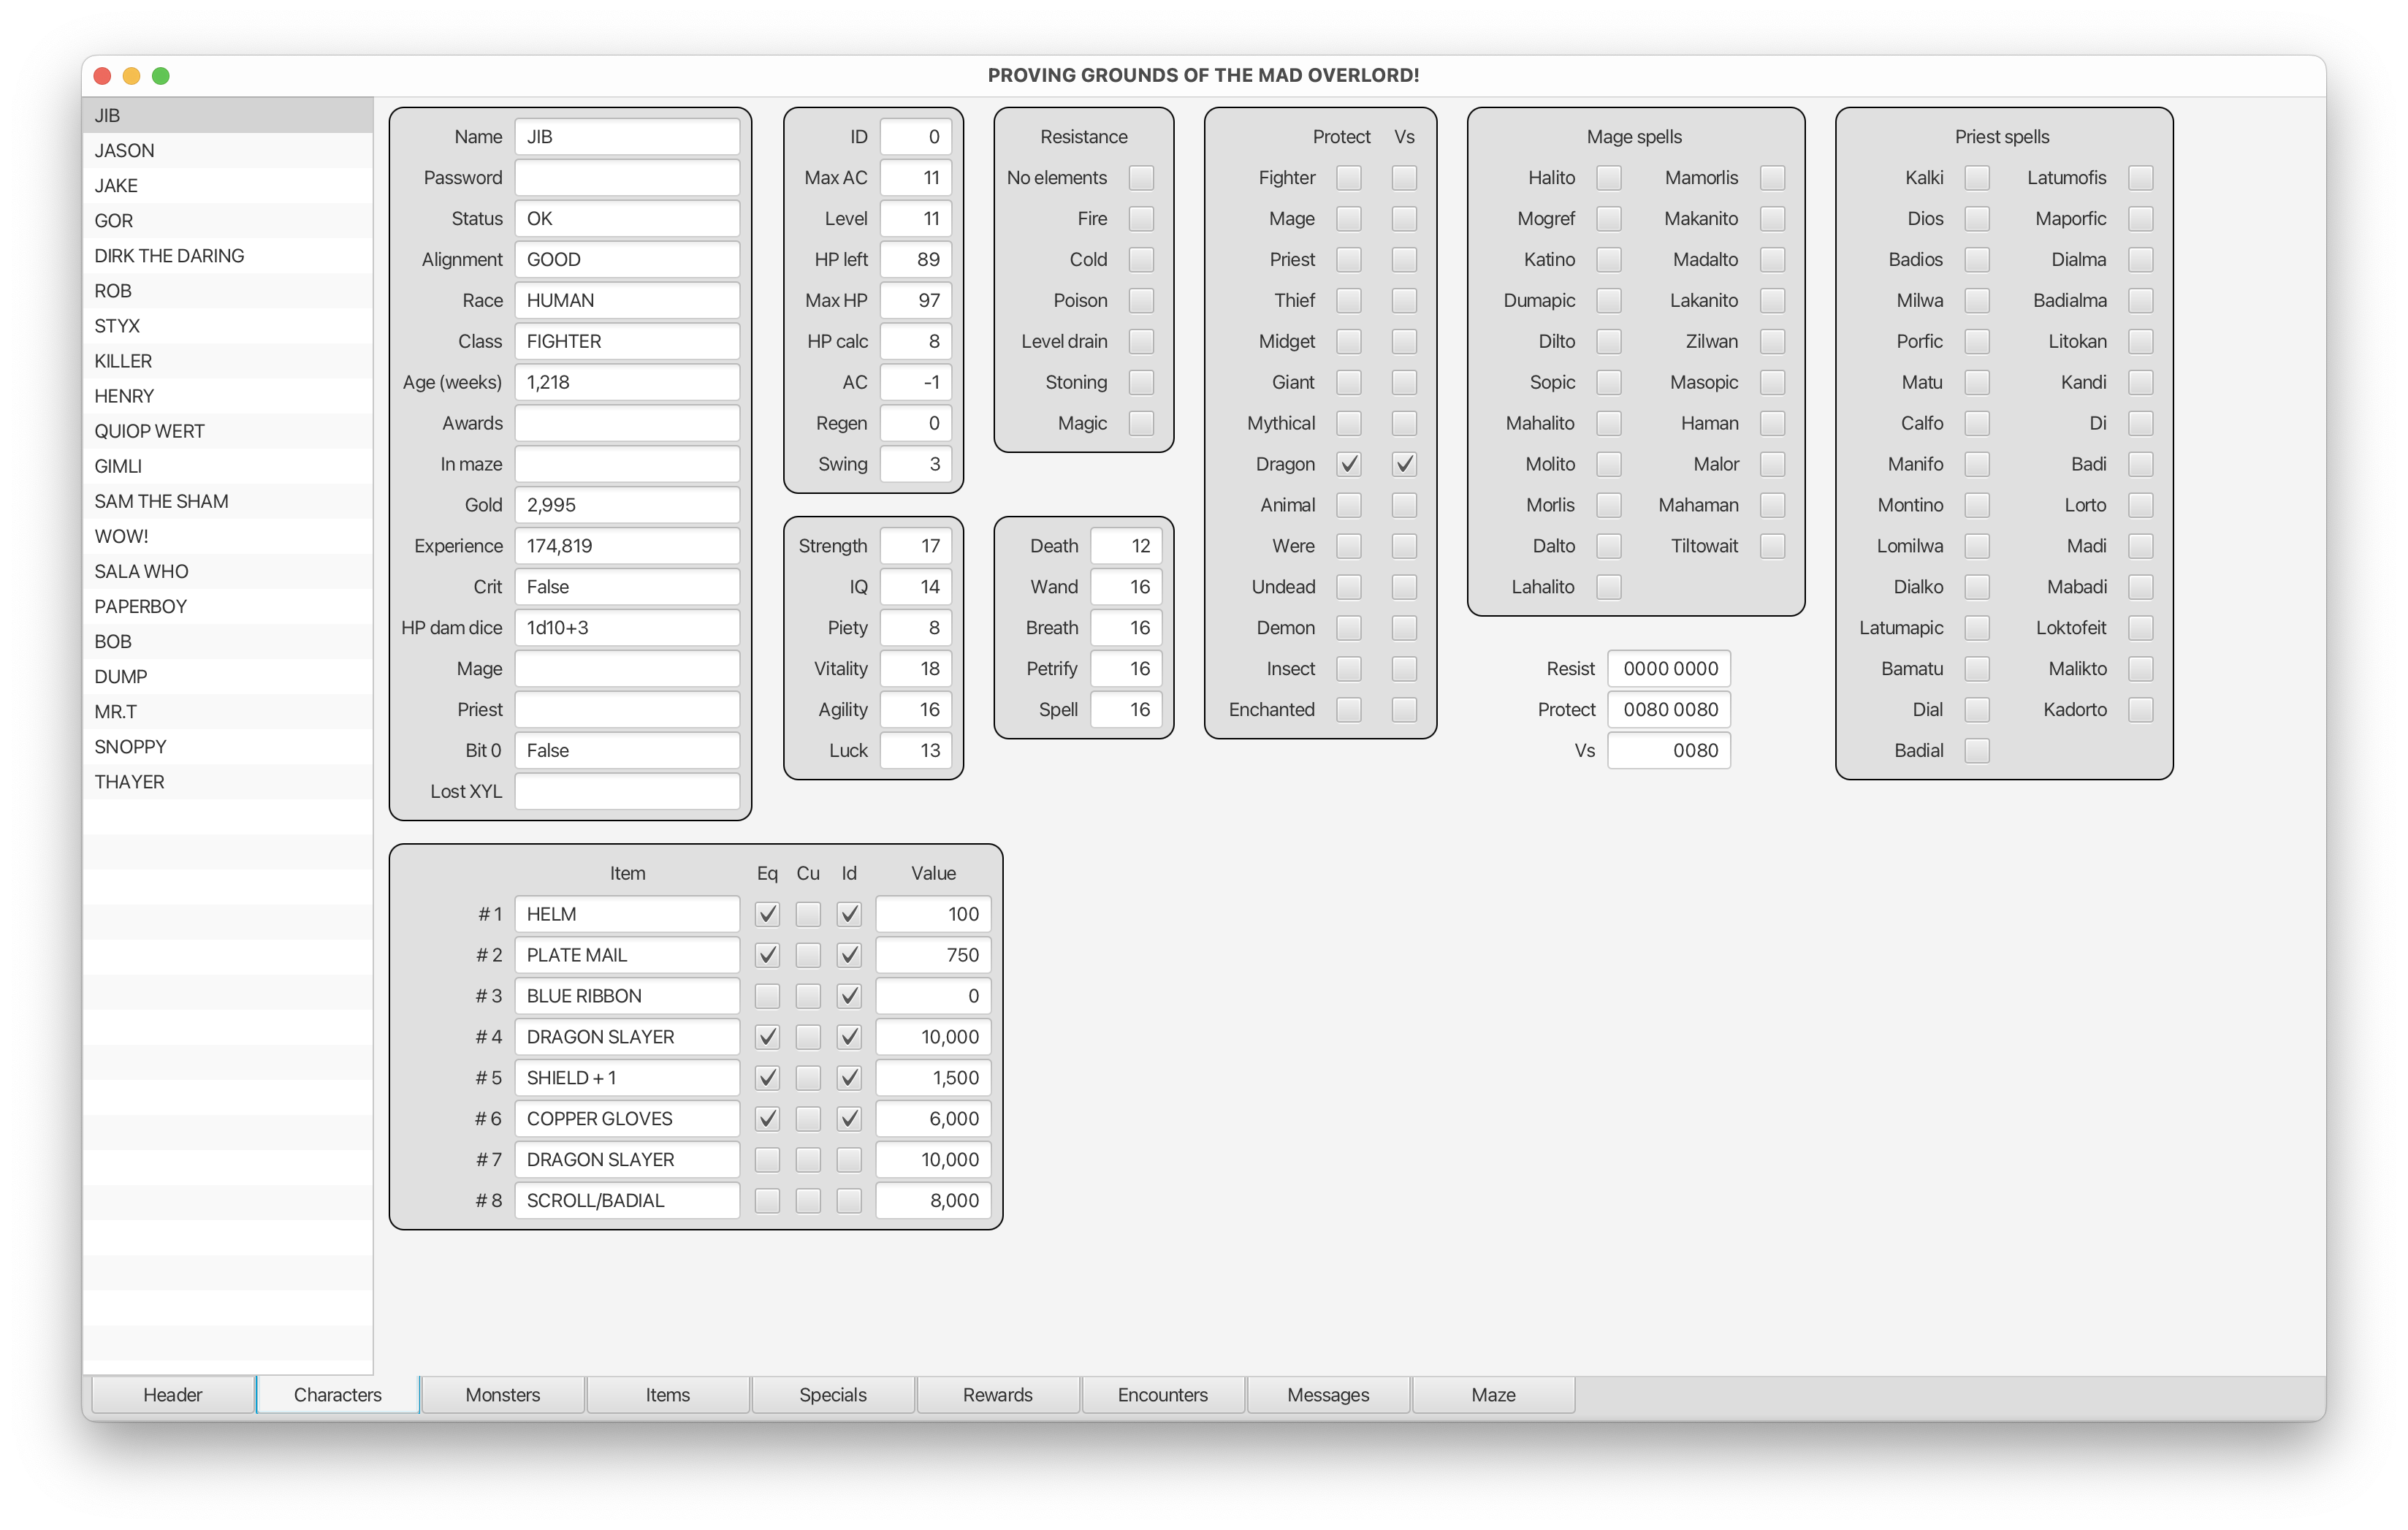 PROVING GROUNDS OF THE MAD OVERLORD!
JIB
JASON
JAKE
GOR
DIRK THE DARING
ROB
STYX
KILLER
HENRY
QUIOP WERT
GIMLI
SAM THE SHAM
WOW!
SALA WHO
PAPERBOY
BOB
DUMP
MR.T
SNOPPY
THAYER
Name JIB
Password
Status OK
Alignment GOOD
Race HUMAN
Class FIGHTER
Age (weeks) 1,218
Awards
In maze
Gold 2,995
Experience 174,819
Crit False
HP dam dice 1d10+3
Mage
Priest
Bit 0 False
Lost XYL
ID 0
Max AC 11
Level 11
HP left 89
Max HP 97
HP calc 8
AC -1
Regen 0
Swing 3
Strength 17
IQ 14
Piety 8
Vitality 18
Agility 16
Luck 13
Resistance
No elements
Fire
Cold
Poison
Level drain
Stoning
Magic
Death 12
Wand 16
Breath 16
Petrify 16
Spell 16
Protect Vs
Fighter
Mage
Priest
Thief
Midget
Giant
Mythical
Dragon
Animal
Were
Undead
Demon
Insect
Enchanted
Mage spells
Halito Mamorlis
Mogref Makanito
Katino Madalto
Dumapic Lakanito
Dilto Zilwan
Sopic Masopic
Mahalito Haman
Molito Malor
Morlis Mahaman
Dalto Tiltowait
Lahalito
Resist 0000 0000
Protect 0080 0080
Vs 0080
Priest spells
Kalki Latumofis
Dios Maporfic
Badios Dialma
Milwa Badialma
Porfic Litokan
Matu Kandi
Calfo Di
Manifo Badi
Montino Lorto
Lomilwa Madi
Dialko Mabadi
Latumapic Loktofeit
Bamatu Malikto
Dial Kadorto
Badial
Item Eq Cu Id Value
# 1 HELM 100
# 2 PLATE MAIL 750
# 3 BLUE RIBBON 0
# 4 DRAGON SLAYER 10,000
# 5 SHIELD + 1 1,500
# 6 COPPER GLOVES 6,000
# 7 DRAGON SLAYER 10,000
# 8 SCROLL/BADIAL 8,000
Header Characters Monsters Items Specials Rewards Encounters Messages Maze